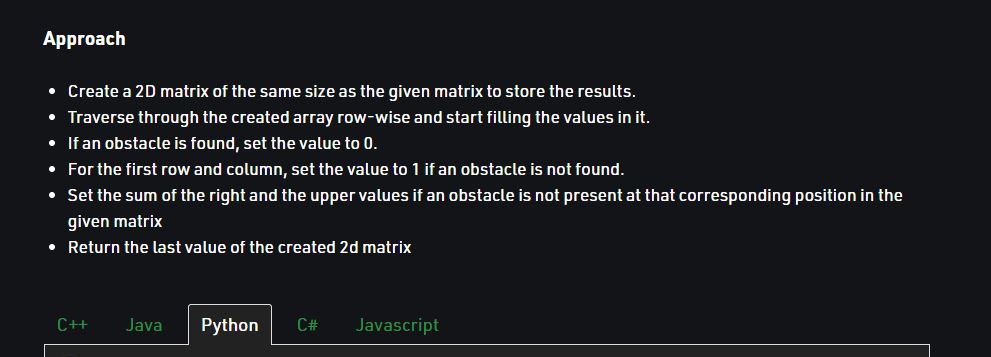 Approach
Create a 2D matrix of the same size as the given matrix to store the results.
Traverse through the created array row-wise and start filling the values in it.
If an obstacle is found, set the value to 0.
For the first row and column, set the value to 1 if an obstacle is not found.
Set the sum of the right and the upper values if an obstacle is not present at that corresponding position in the
given matrix
Return the last value of the created 2d matrix
C++ Java Python C# Javascript